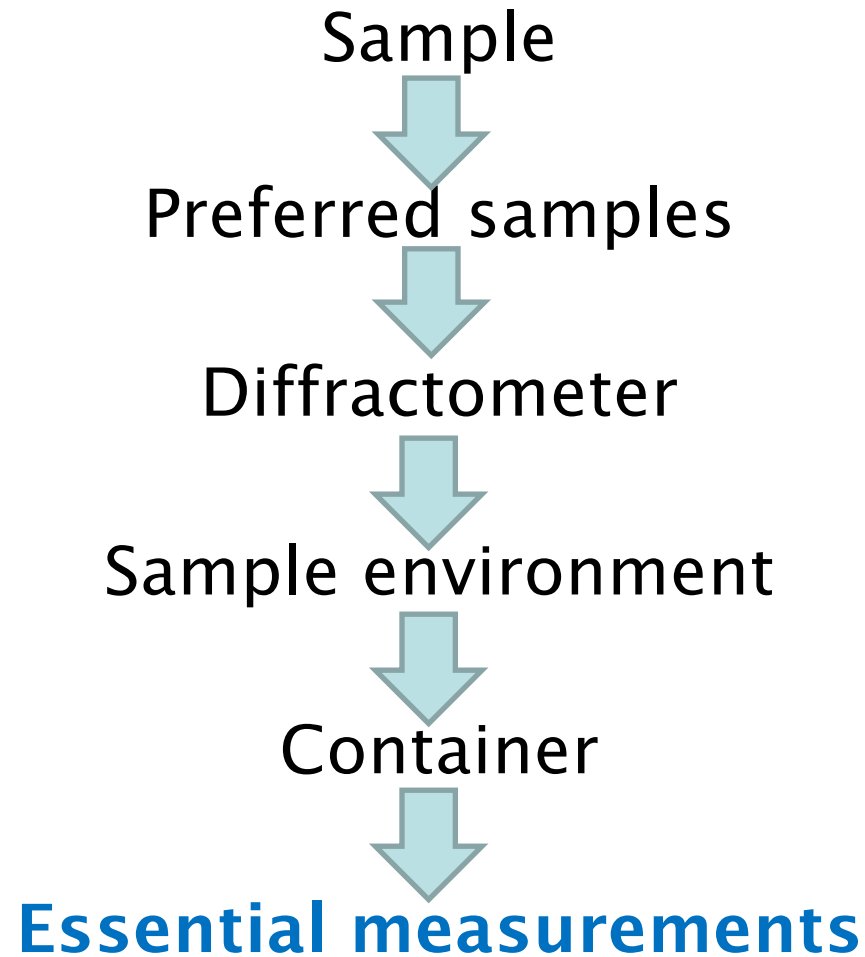 Sample
Preferred samples
Diffractometer
Sample environment
Container
Essential measurements